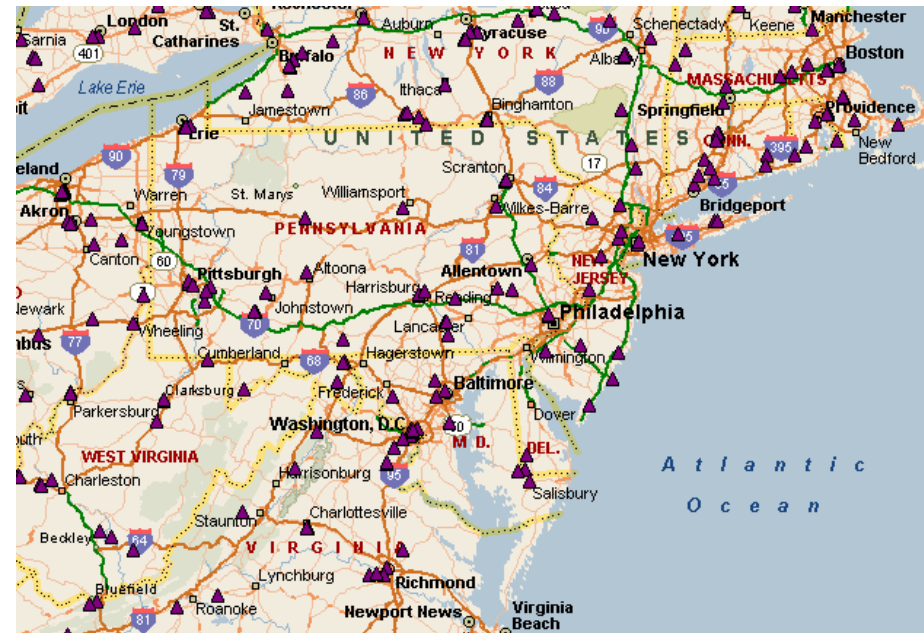 London
St.
Catharines
Auburn
Syracuse
90
Schenectady
Keene
Manchester
Sarnia
401
Buffalo
NEW YORK
Albany
Boston
MASSACHUSETTS
Lake Erie
Jamestown
86
Ithaca
88
Binghamton
Springfield
Providence
Erie
UNITED STATES
CONN.
395
New
Bedford
90
79
Scranton
17
84
Warren
St. Marys
Williamsport
Wilkes-Barre
Bridgeport
Akron
Youngstown
PENNSYLVANIA
81
New York
Canton
60
Pittsburgh
Altoona
Harrisburg
Allentown
Reading
NEW
JERSEY
Newark
7
Johnstown
70
Lancaster
Philadelphia
77
Wheeling
Cumberland
68
Hagerstown
Wilmington
Clarksburg
Frederick
Baltimore
Parkersburg
Dover
Washington, D.C.
50
M D.
DEL.
WEST VIRGINIA
Harrisonburg
95
Salisbury
Atlantic
Ocean
Charleston
Staunton
Charlottesville
Beckley
64
VIRGINIA
Lynchburg
Richmond
Bluefield
Roanoke
81
Newport News
Virginia
Beach